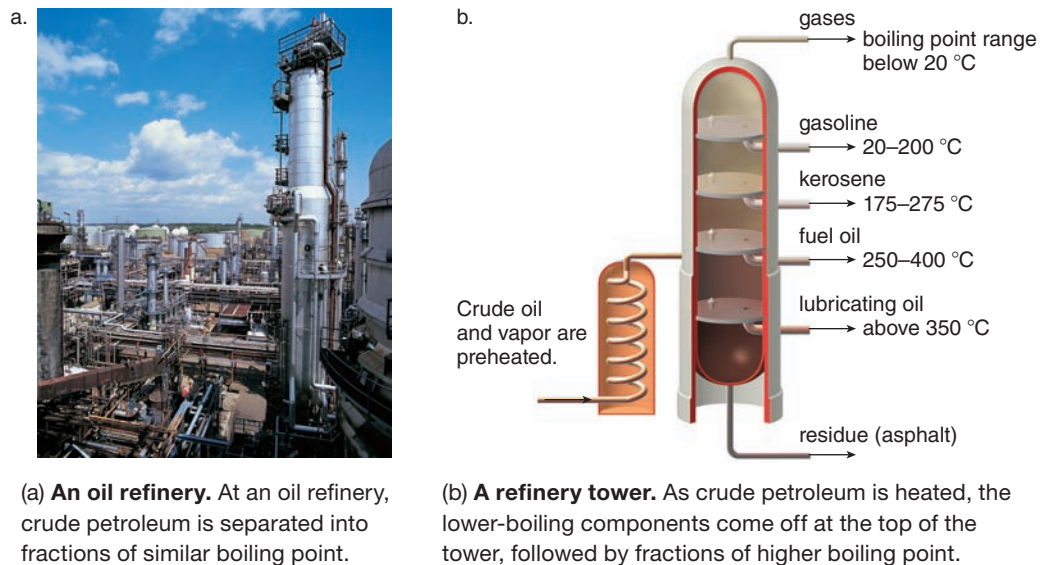 a.
b.
gases
boiling point range
below 20 °C
gasoline
20–200 °C
kerosene
175–275 °C
fuel oil
250–400 °C
lubricating oil
above 350 °C
Crude oil
and vapor are
preheated.
residue (asphalt)
(a) An oil refinery. At an oil refinery,
crude petroleum is separated into
fractions of similar boiling point.
(b) A refinery tower. As crude petroleum is heated, the
lower-boiling components come off at the top of the
tower, followed by fractions of higher boiling point.